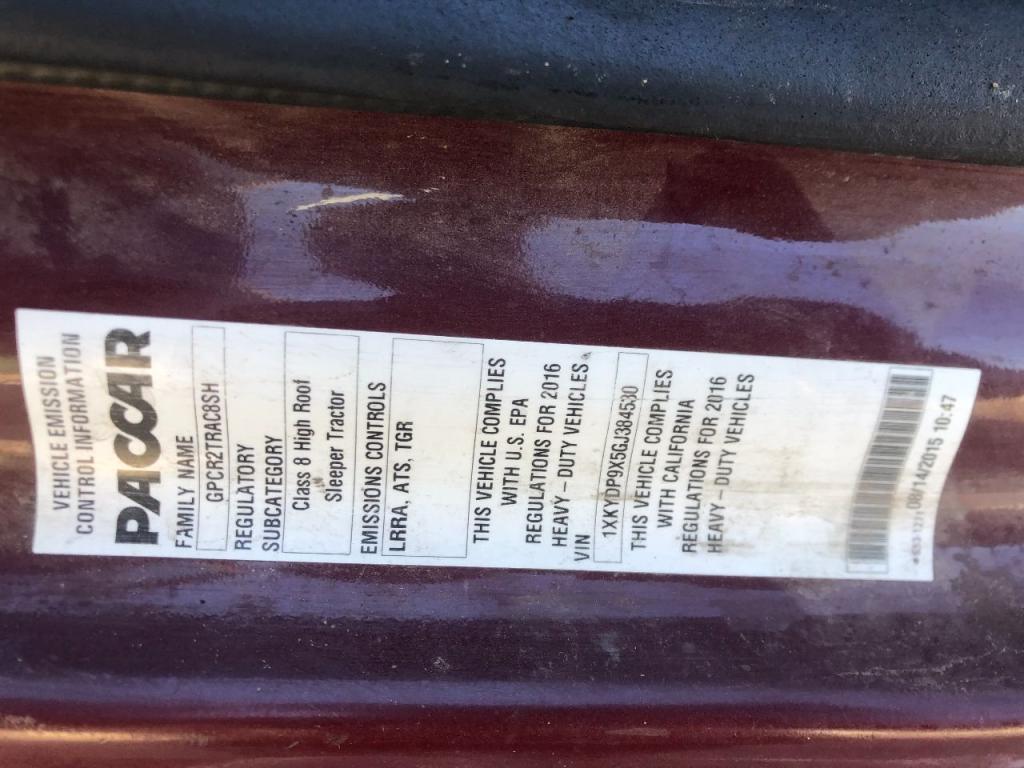 VEHICLE EMISSION
CONTROL INFORMATION
PACCAR
FAMILY NAME
GPCR2TRAC8SH
REGULATORY
SUBCATEGORY
Class 8 High Roof
Sleeper Tractor
EMISSIONS CONTROLS
LRRA, ATS, TGR
THIS VEHICLE COMPLIES
WITH U.S. EPA
REGULATIONS FOR 2016
HEAVY – DUTY VEHICLES
VIN
1XKYDP9X5GJ384530
THIS VEHICLE COMPLIES
WITH CALIFORNIA
REGULATIONS FOR 2016
HEAVY – DUTY VEHICLES
08/14/2015 10:47